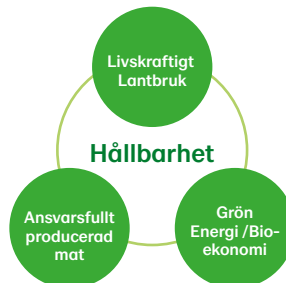 Livskraftigt
Lantbruk
Hållbarhet
Ansvarsfullt
producerad
mat
Grön
Energi /Bio-
ekonomi